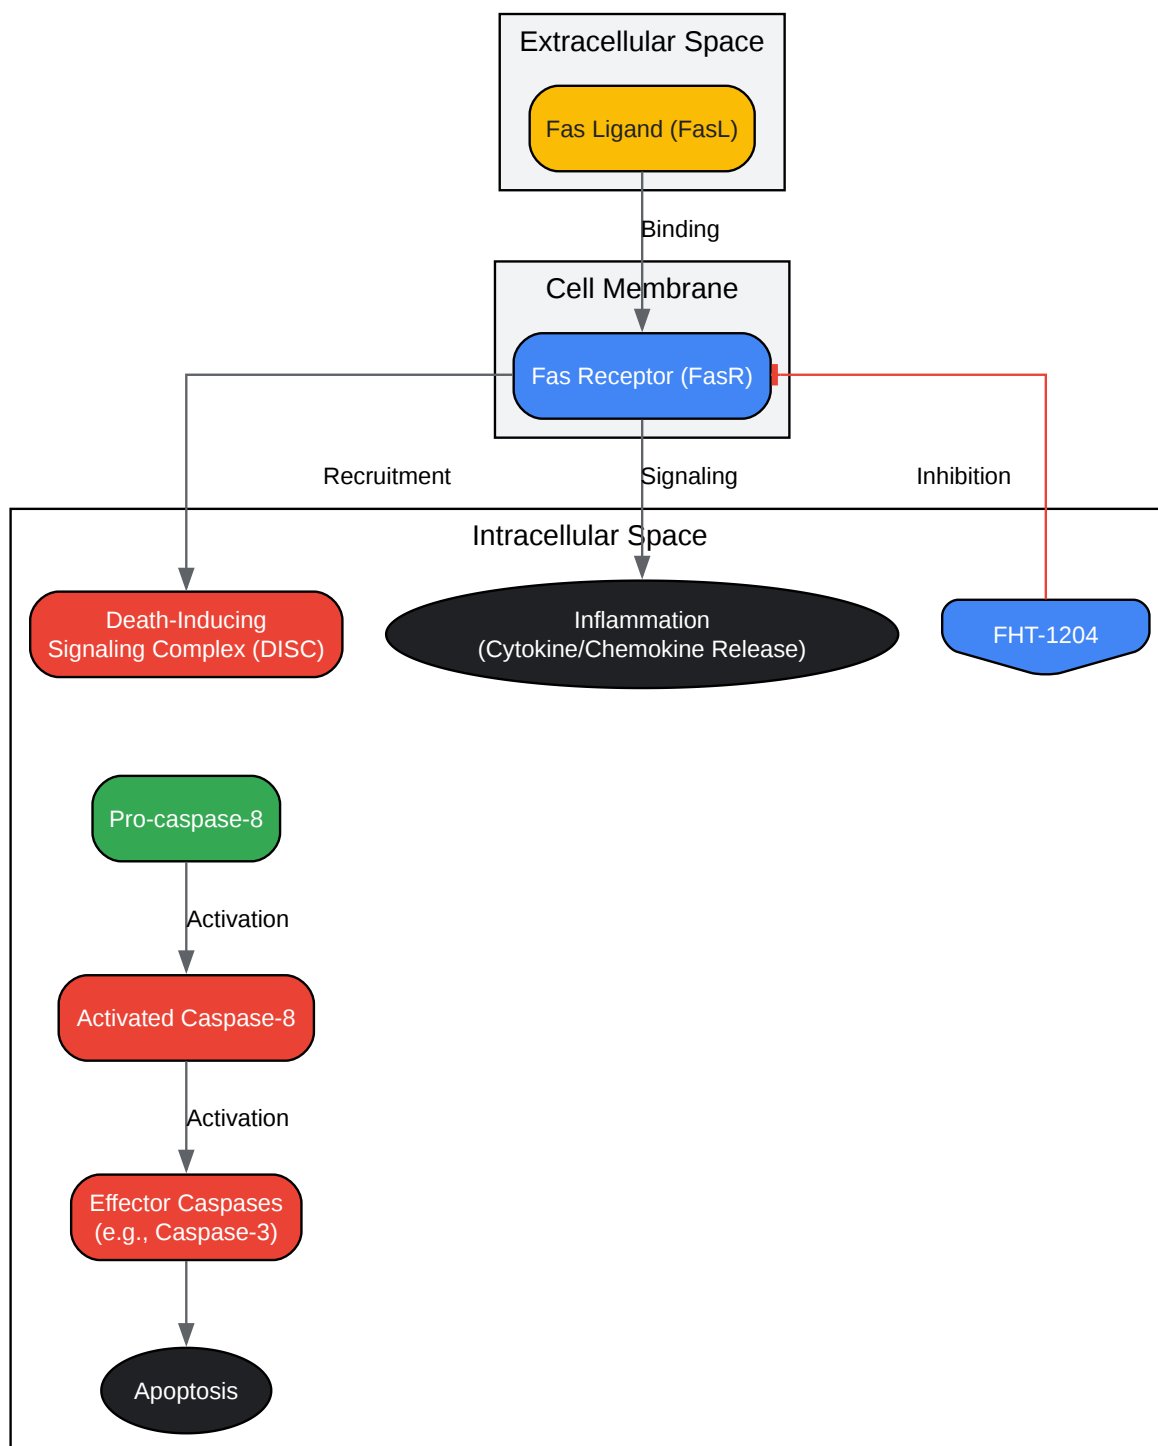 Extracellular Space
Fas Ligand (FasL)
Binding
Cell Membrane
Fas Receptor (FasR)
Recruitment
Signaling
Inhibition
Intracellular Space
Death-Inducing
Signaling Complex (DISC)
Inflammation
(Cytokine/Chemokine Release)
FHT-1204
Pro-caspase-8
Activation
Activated Caspase-8
Activation
Effector Caspases
(e.g., Caspase-3)
Apoptosis